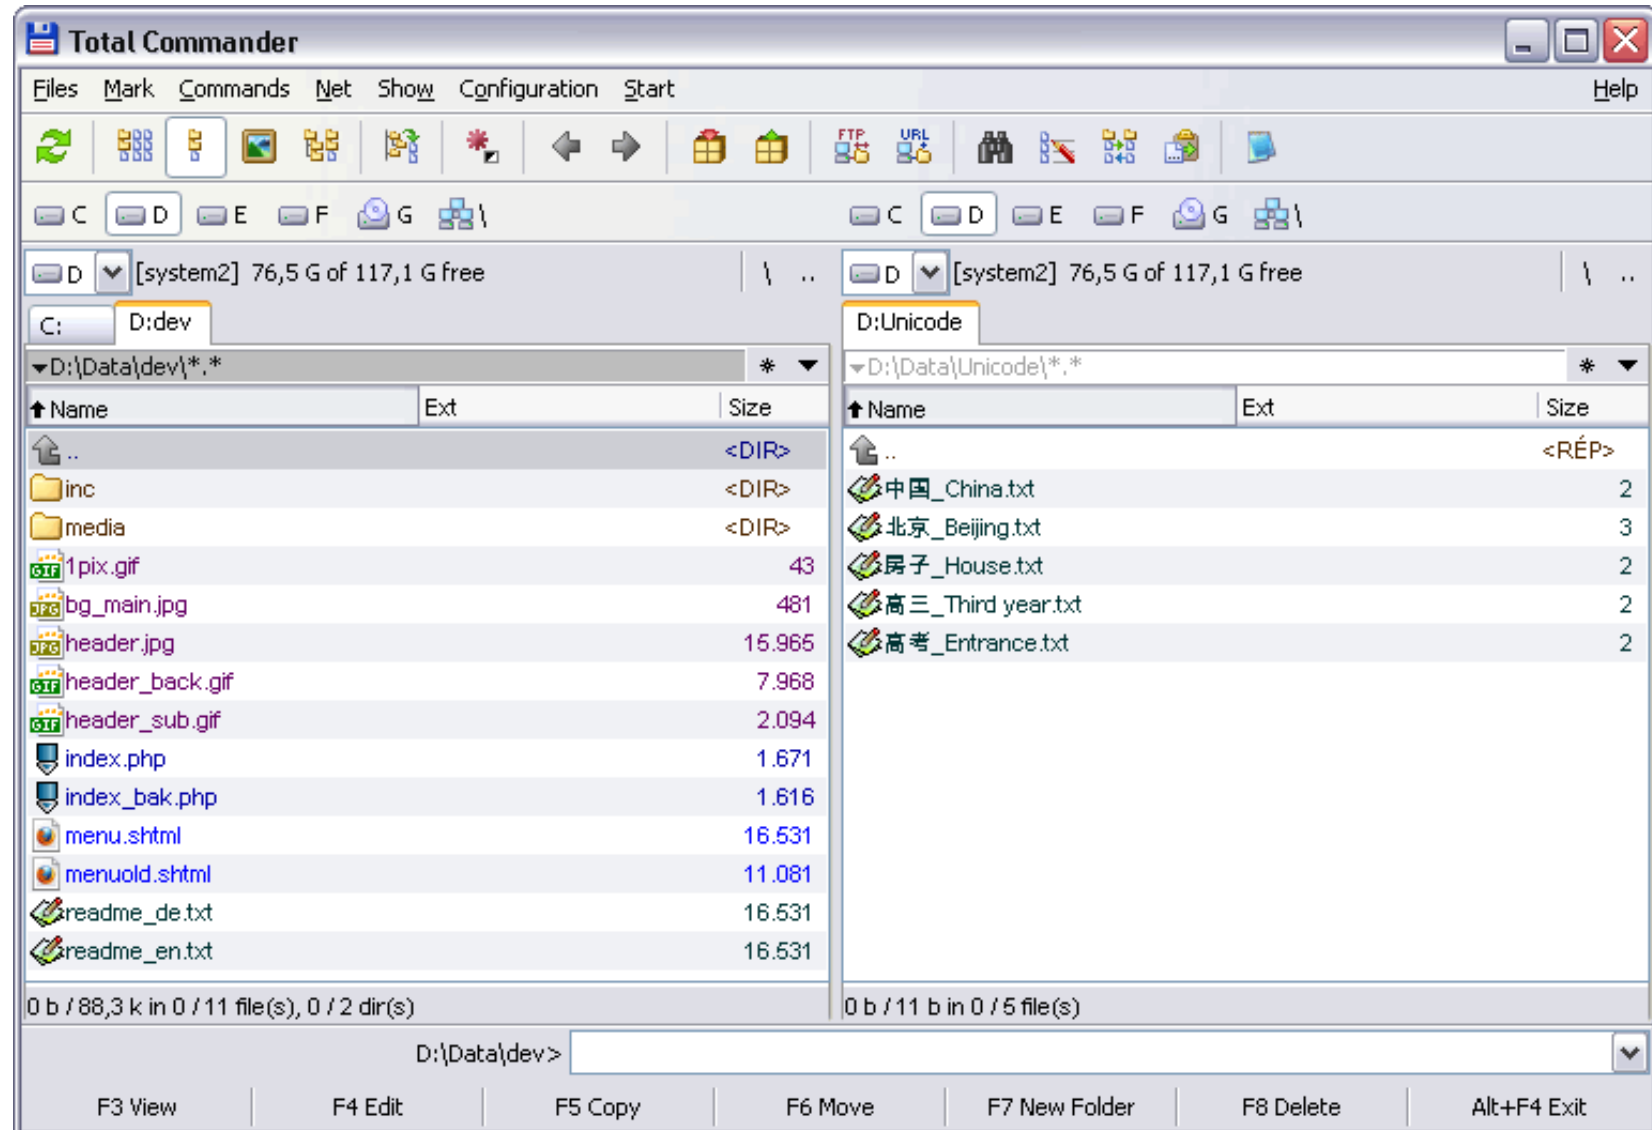 Total Commander
Files Mark Commands Net Show Configuration Start Help
FTP URL
C D E F G \ C D E F G \
D [system2] 76,5 G of 117,1 G free \ .. D [system2] 76,5 G of 117,1 G free \ ..
C: D:dev D:Unicode
D:\Data\dev\*.* * D:\Data\Unicode\*.* *
Name Ext Size Name Ext Size
.. <DIR> .. <RÉP>
inc <DIR> 中国_China.txt 2
media <DIR> 北京_Beijing.txt 3
GIF 1pix.gif 43 房子_House.txt 2
JPG bg_main.jpg 481 高三_Third year.txt 2
JPG header.jpg 15.965 高考_Entrance.txt 2
GIF header_back.gif 7.968
GIF header_sub.gif 2.094
index.php 1.671
index_bak.php 1.616
menu.shtml 16.531
menuold.shtml 11.081
readme_de.txt 16.531
readme_en.txt 16.531
0 b / 88,3 k in 0 / 11 file(s), 0 / 2 dir(s) 0 b / 11 b in 0 / 5 file(s)
D:\Data\dev>
F3 View F4 Edit F5 Copy F6 Move F7 New Folder F8 Delete Alt+F4 Exit